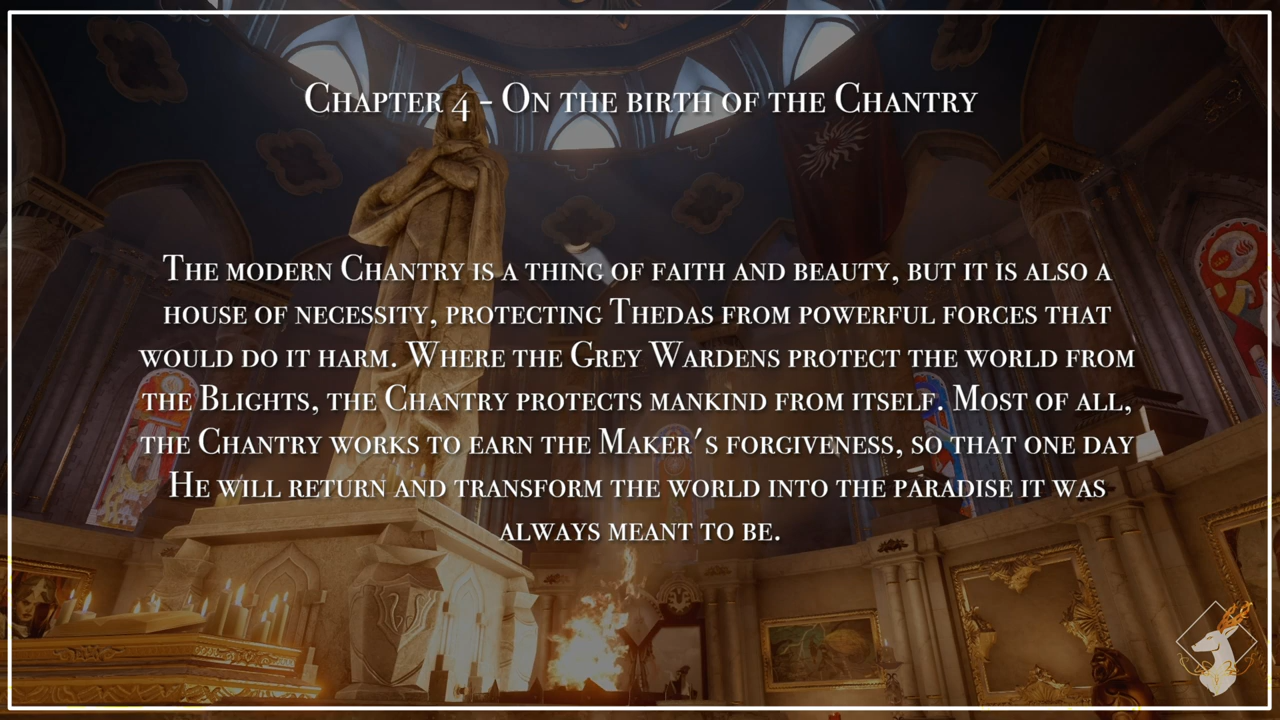 Chapter 4 - On the birth of the Chantry
The modern Chantry is a thing of faith and beauty, but it is also a
house of necessity, protecting Thedas from powerful forces that
would do it harm. Where the Grey Wardens protect the world from
the Blights, the Chantry protects mankind from itself. Most of all,
the Chantry works to earn the Maker's forgiveness, so that one day
He will return and transform the world into the paradise it was
always meant to be.